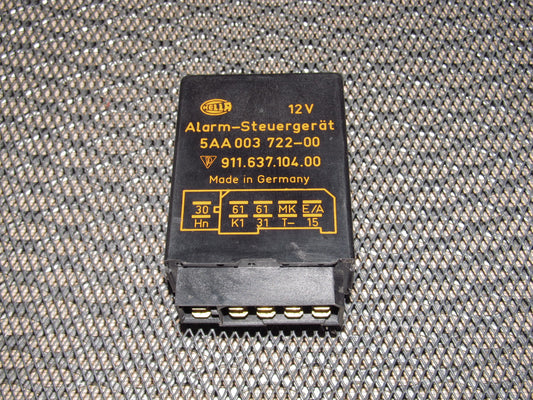 HELLA 12V
Alarm-Steuergerät
5AA 003 722-00
911.637.104.00
Made in Germany
30 61 61 MK E/A
Hn K1 31 T- 15